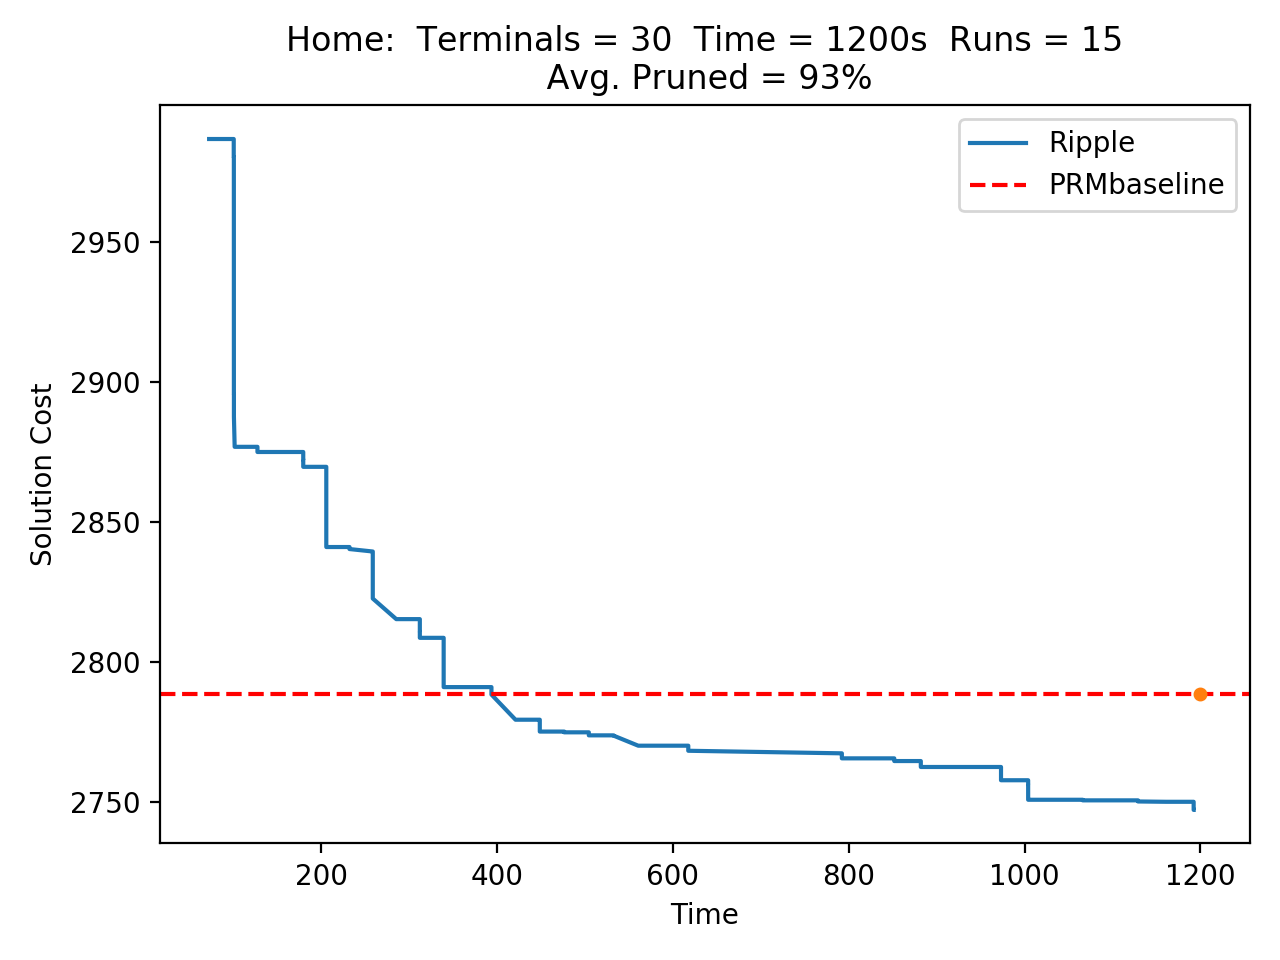 Home:  Terminals = 30  Time = 1200s  Runs = 15
Avg. Pruned = 93%
Ripple
PRMbaseline
Solution Cost
2950
2900
2850
2800
2750
200 400 600 800 1000 1200
Time